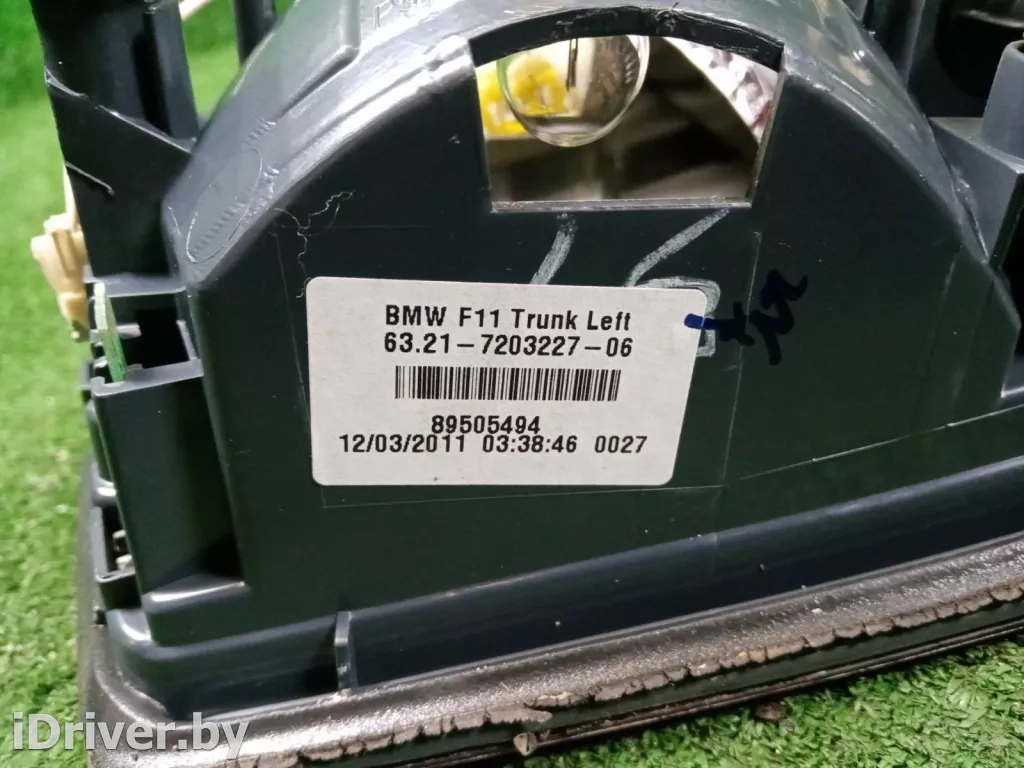 BMW F11 Trunk Left
63.21-7203227-06
89505494
12/03/2011 03:38:46 0027
iDriver.by